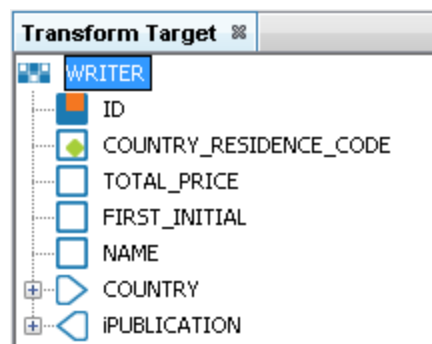 Transform Target
WRITER
ID
COUNTRY_RESIDENCE_CODE
TOTAL_PRICE
FIRST_INITIAL
NAME
COUNTRY
iPUBLICATION